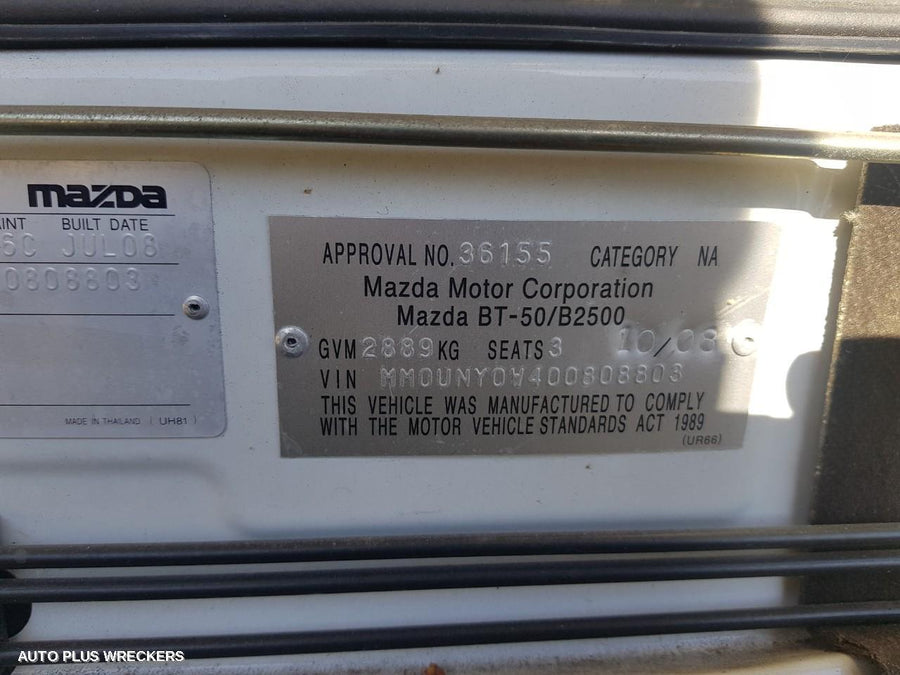 mazda
AINT BUILT DATE
6C JUL08
0808803
MADE IN THAILAND ( UH81 )
APPROVAL NO. 36155 CATEGORY NA
Mazda Motor Corporation
Mazda BT-50/B2500
GVM 2889 KG SEATS 3 10/08
VIN MM0UNY0W400808803
THIS VEHICLE WAS MANUFACTURED TO COMPLY
WITH THE MOTOR VEHICLE STANDARDS ACT 1989
(UR66)
AUTO PLUS WRECKERS